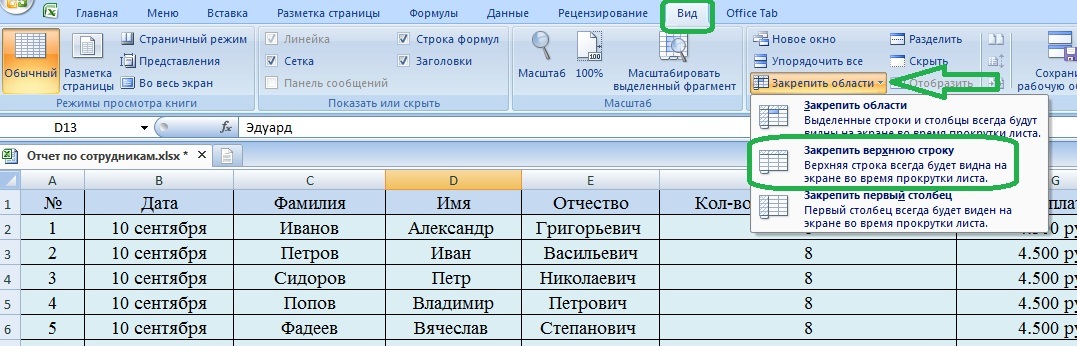 Главная Меню Вставка Разметка страницы Формулы Данные Рецензирование Вид Office Tab
Обычный
Разметка страницы
Страничный режим
Представления
Во весь экран
Режимы просмотра книги
Линейка
Строка формул
Сетка
Заголовки
Панель сообщений
Показать или скрыть
Масштаб
100%
Масштабировать
выделенный фрагмент
Масштаб
Новое окно
Упорядочить все
Закрепить области
Разделить
Скрыть
Отобразить
Сохрани
рабочую об
Закрепить области
Выделенные строки и столбцы всегда будут
видны на экране во время прокрутки листа.
Закрепить верхнюю строку
Верхняя строка всегда будет видна на
экране во время прокрутки листа.
Закрепить первый столбец
Первый столбец всегда будет виден на
экране во время прокрутки листа.
D13 fx Эдуард
Отчет по сотрудникам.xlsx *
A B C D E G
1 № Дата Фамилия Имя Отчество Кол-во
2 1 10 сентября Иванов Александр Григорьевич
3 2 10 сентября Петров Иван Васильевич 8 4.500 ру
4 3 10 сентября Сидоров Петр Николаевич 8 4.500 ру
5 4 10 сентября Попов Владимир Петрович 8 4.500 ру
6 5 10 сентября Фадеев Вячеслав Степанович 8 4.500 ру